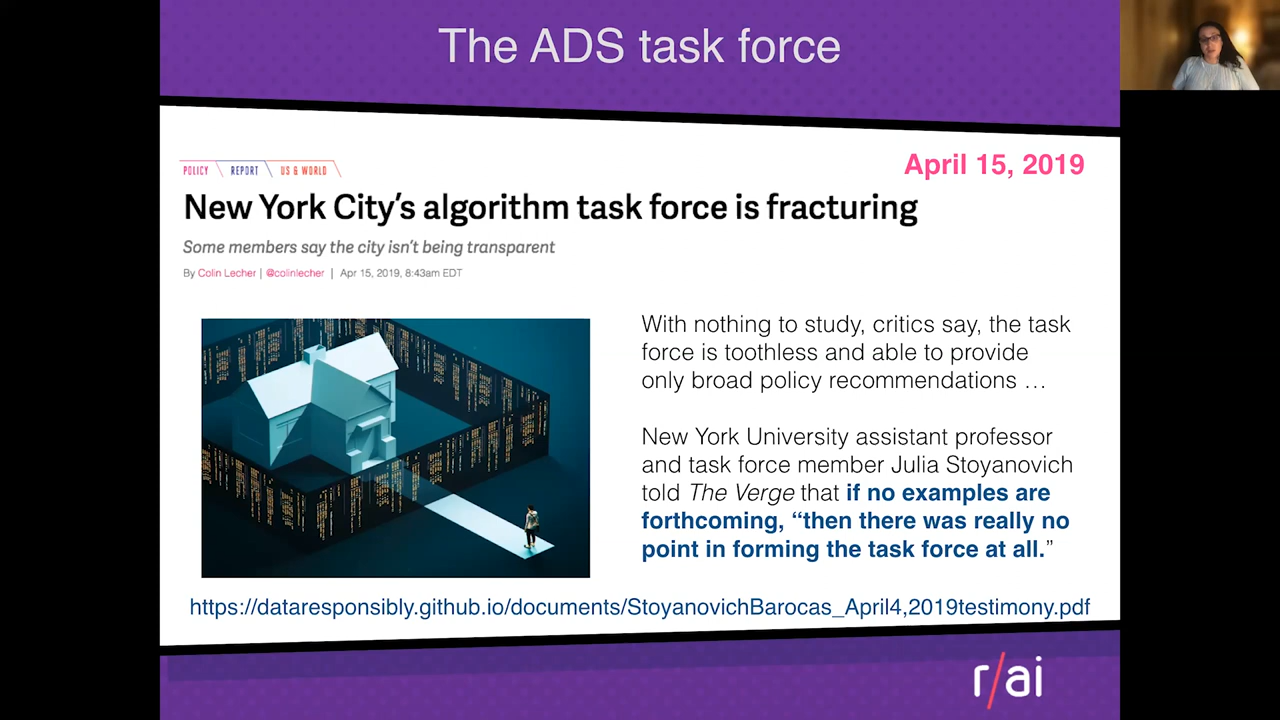 The ADS task force
April 15, 2019
POLICY REPORT US & WORLD
New York City's algorithm task force is fracturing
Some members say the city isn't being transparent
By Colin Lecher | @colinlecher | Apr 15, 2019, 8:43am EDT
With nothing to study, critics say, the task
force is toothless and able to provide
only broad policy recommendations …
New York University assistant professor
and task force member Julia Stoyanovich
told The Verge that if no examples are
forthcoming, “then there was really no
point in forming the task force at all.”
https://dataresponsibly.github.io/documents/StoyanovichBarocas_April4,2019testimony.pdf
r/ai